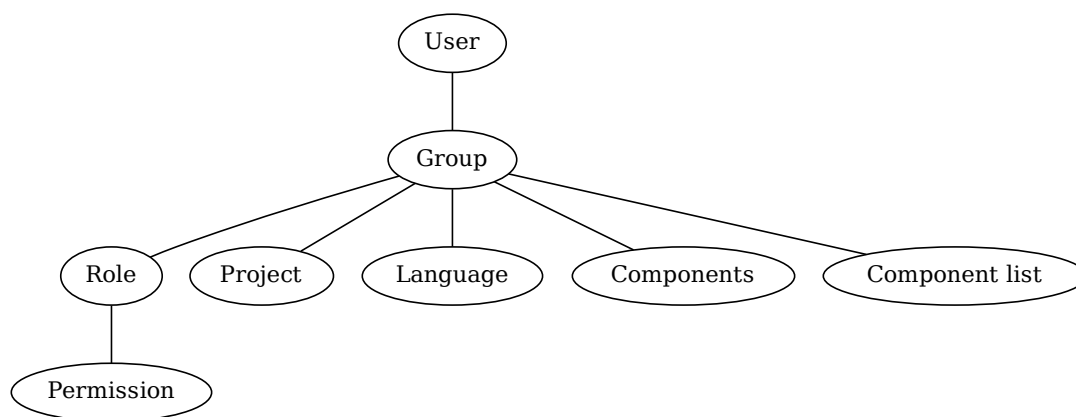 User
Group
Role Project Language Components Component list
Permission